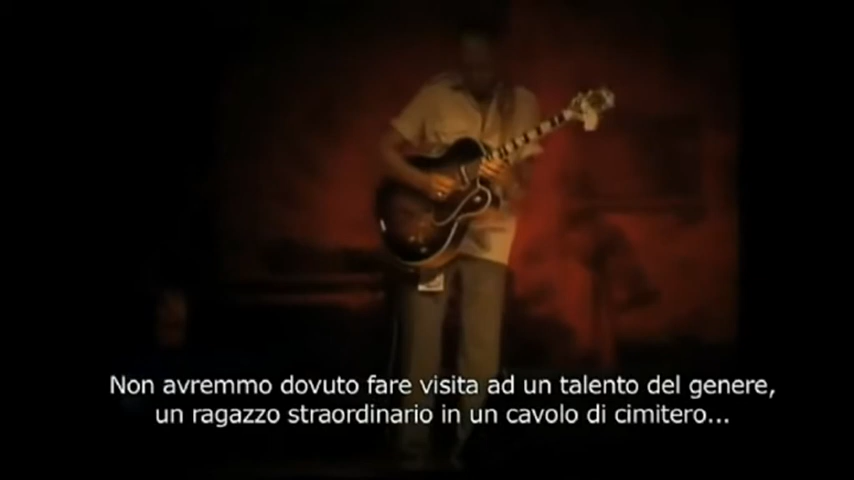 Non avremmo dovuto fare visita ad un talento del genere,
un ragazzo straordinario in un cavolo di cimitero...